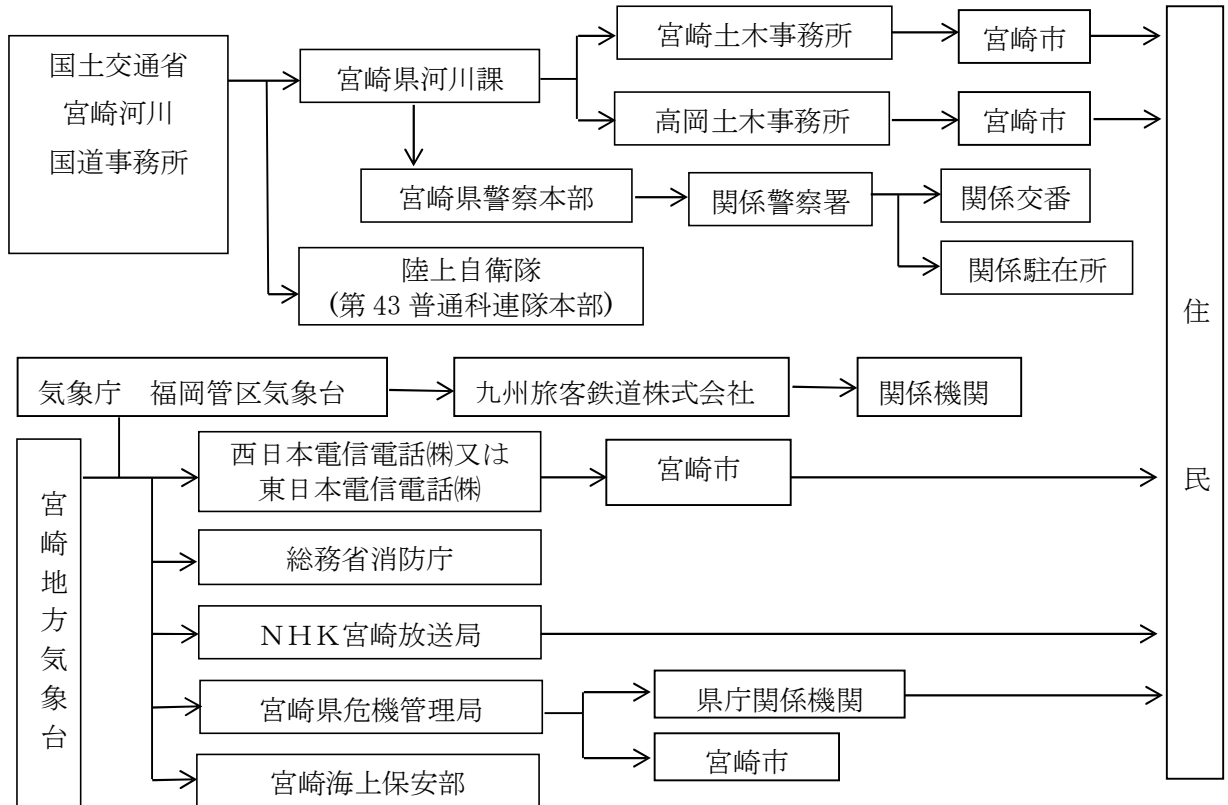 国土交通省
宮崎河川
国道事務所
宮崎県河川課
宮崎土木事務所
宮崎市
高岡土木事務所
宮崎市
宮崎県警察本部
関係警察署
関係交番
関係駐在所
陸上自衛隊
(第 43 普通科連隊本部)
住民
気象庁　福岡管区気象台
九州旅客鉄道株式会社
関係機関
宮崎地方気象台
西日本電信電話㈱又は
東日本電信電話㈱
宮崎市
総務省消防庁
ＮＨＫ宮崎放送局
宮崎県危機管理局
県庁関係機関
宮崎市
宮崎海上保安部